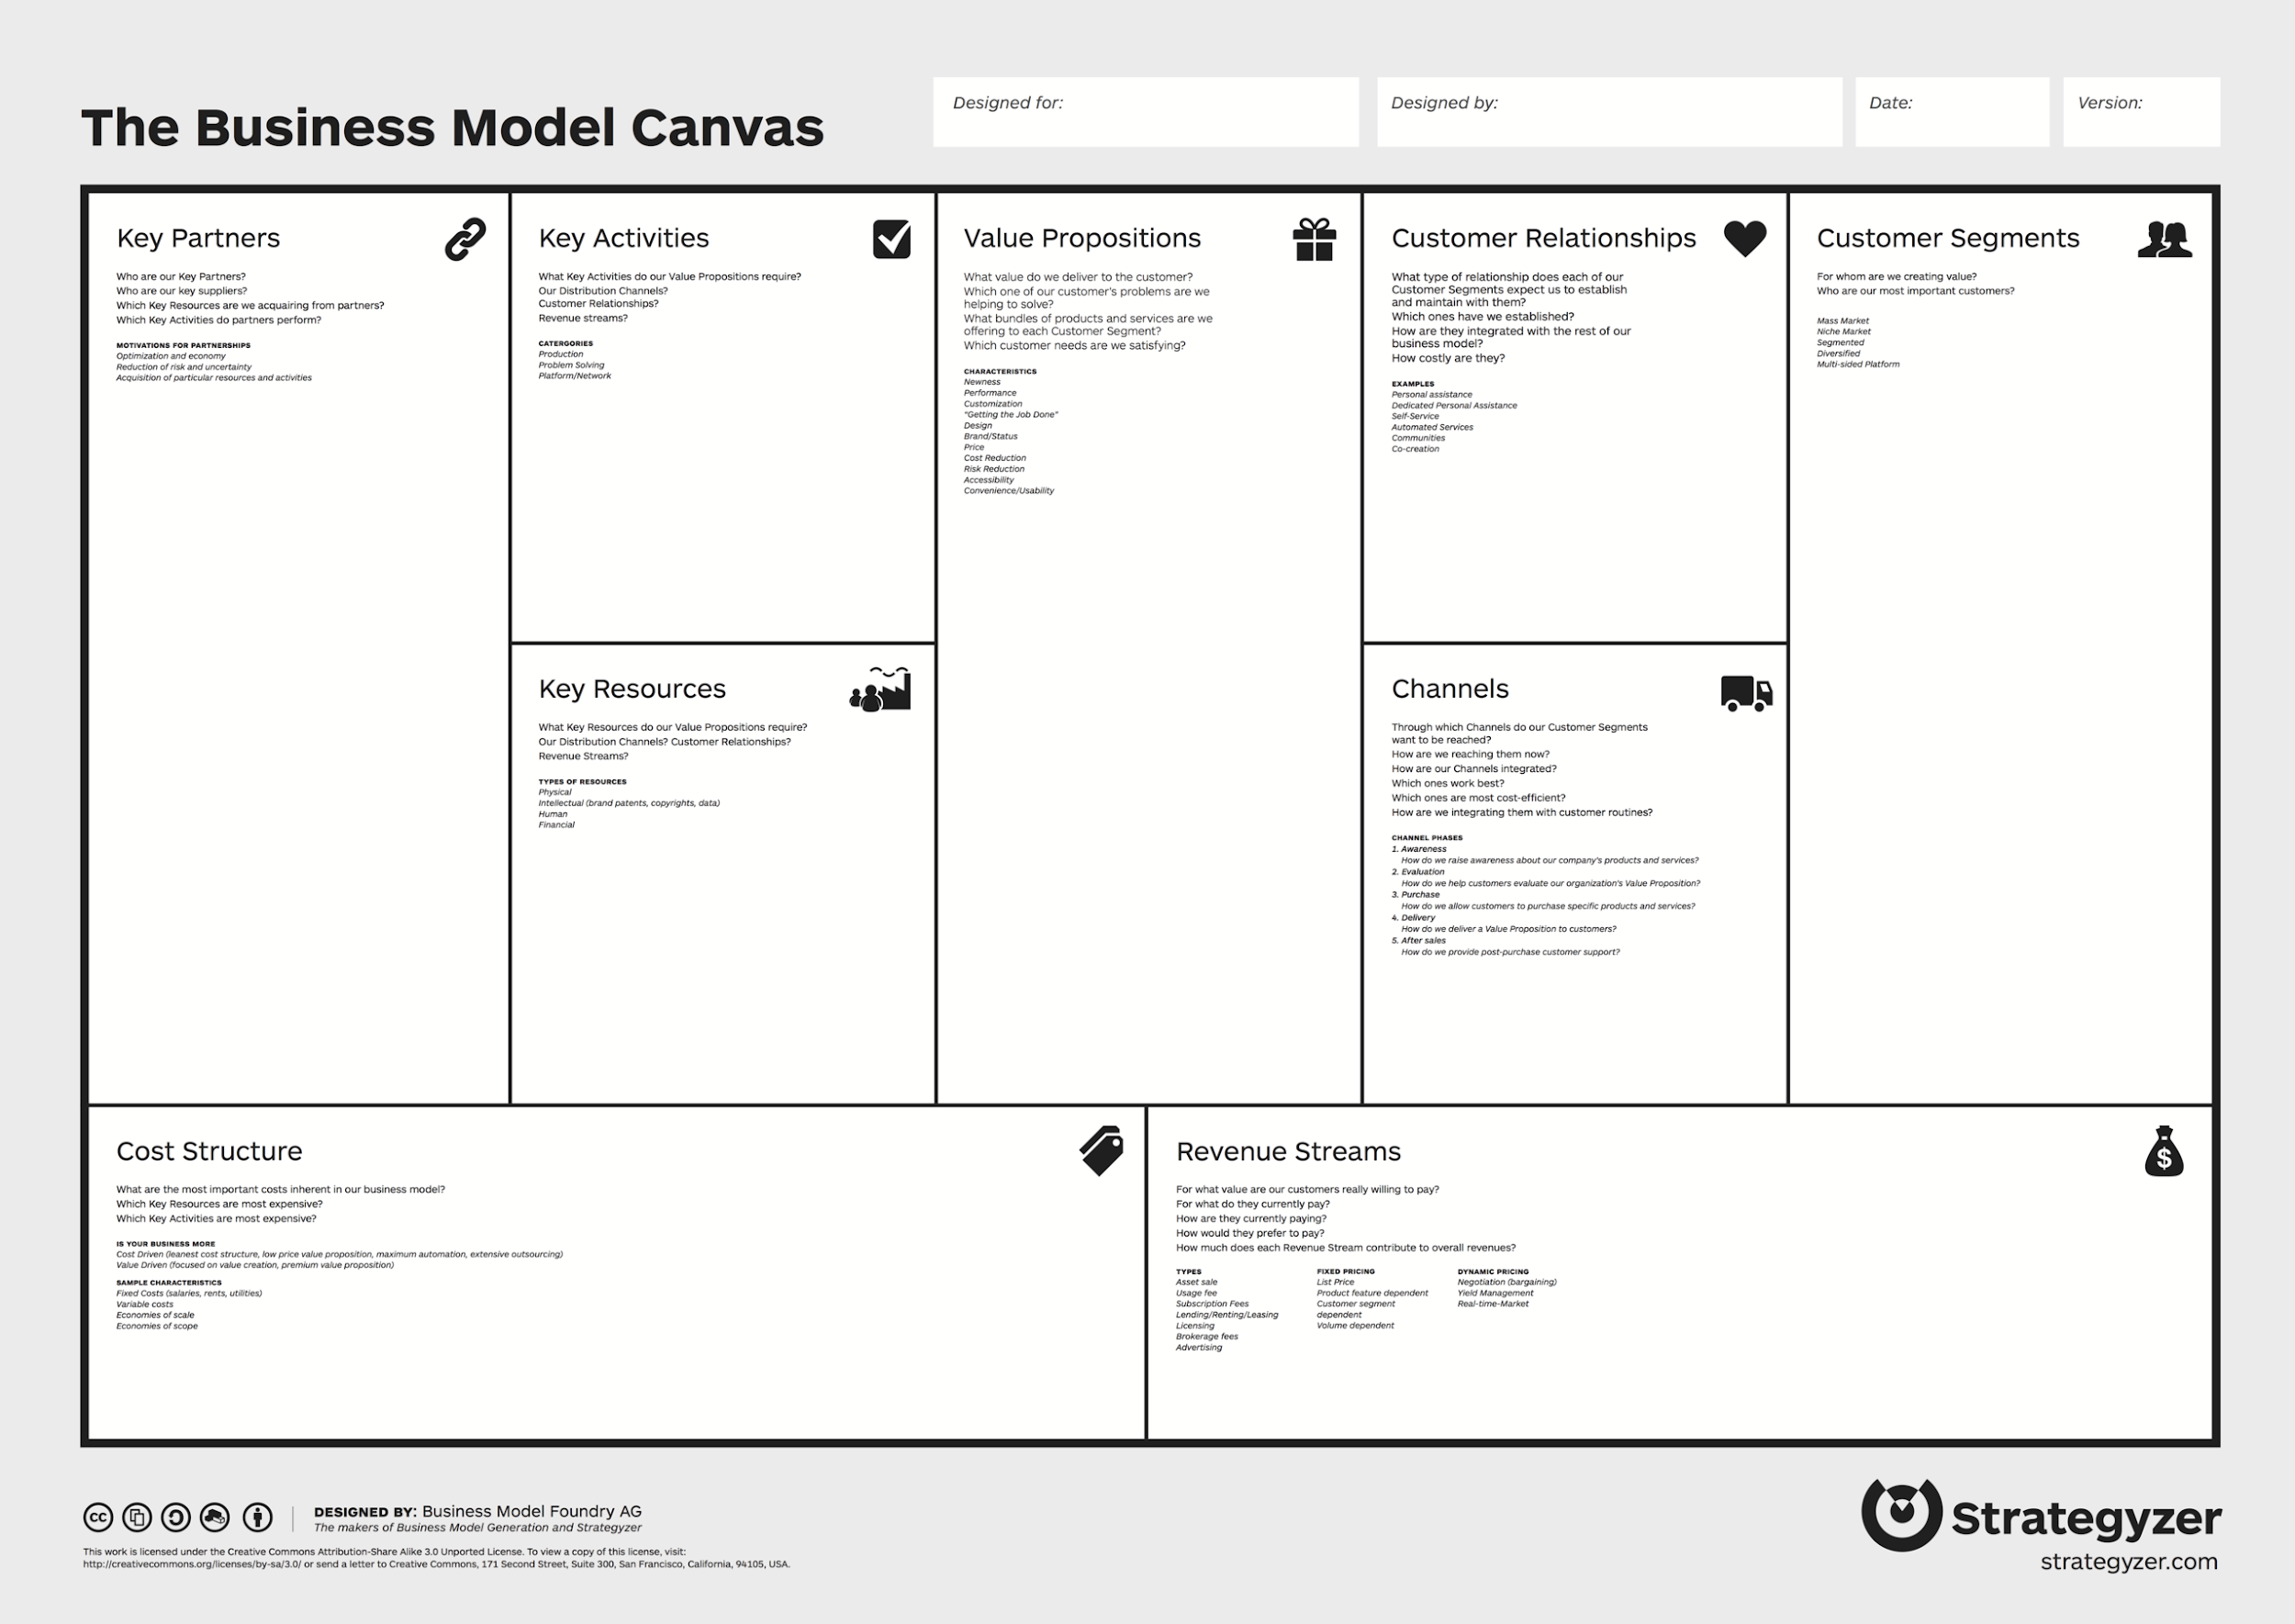 The Business Model Canvas
Designed for:
Designed by:
Date:
Version:
Key Partners
Who are our Key Partners?
Who are our key suppliers?
Which Key Resources are we acquairing from partners?
Which Key Activities do partners perform?
MOTIVATIONS FOR PARTNERSHIPS
Optimization and economy
Reduction of risk and uncertainty
Acquisition of particular resources and activities
Key Activities
What Key Activities do our Value Propositions require?
Our Distribution Channels?
Customer Relationships?
Revenue streams?
CATERGORIES
Production
Problem Solving
Platform/Network
Key Resources
What Key Resources do our Value Propositions require?
Our Distribution Channels? Customer Relationships?
Revenue Streams?
TYPES OF RESOURCES
Physical
Intellectual (brand patents, copyrights, data)
Human
Financial
Value Propositions
What value do we deliver to the customer?
Which one of our customer's problems are we
helping to solve?
What bundles of products and services are we
offering to each Customer Segment?
Which customer needs are we satisfying?
CHARACTERISTICS
Newness
Performance
Customization
"Getting the Job Done"
Design
Brand/Status
Price
Cost Reduction
Risk Reduction
Accessibility
Convenience/Usability
Customer Relationships
What type of relationship does each of our
Customer Segments expect us to establish
and maintain with them?
Which ones have we established?
How are they integrated with the rest of our
business model?
How costly are they?
EXAMPLES
Personal assistance
Dedicated Personal Assistance
Self-Service
Automated Services
Communities
Co-creation
Channels
Through which Channels do our Customer Segments
want to be reached?
How are we reaching them now?
How are our Channels integrated?
Which ones work best?
Which ones are most cost-efficient?
How are we integrating them with customer routines?
CHANNEL PHASES
1. Awareness
How do we raise awareness about our company's products and services?
2. Evaluation
How do we help customers evaluate our organization's Value Proposition?
3. Purchase
How do we allow customers to purchase specific products and services?
4. Delivery
How do we deliver a Value Proposition to customers?
5. After sales
How do we provide post-purchase customer support?
Customer Segments
For whom are we creating value?
Who are our most important customers?
Mass Market
Niche Market
Segmented
Diversified
Multi-sided Platform
Cost Structure
What are the most important costs inherent in our business model?
Which Key Resources are most expensive?
Which Key Activities are most expensive?
IS YOUR BUSINESS MORE
Cost Driven (leanest cost structure, low price value proposition, maximum automation, extensive outsourcing)
Value Driven (focused on value creation, premium value proposition)
SAMPLE CHARACTERISTICS
Fixed Costs (salaries, rents, utilities)
Variable costs
Economies of scale
Economies of scope
Revenue Streams
$
For what value are our customers really willing to pay?
For what do they currently pay?
How are they currently paying?
How would they prefer to pay?
How much does each Revenue Stream contribute to overall revenues?
TYPES
Asset sale
Usage fee
Subscription Fees
Lending/Renting/Leasing
Licensing
Brokerage fees
Advertising
FIXED PRICING
List Price
Product feature dependent
Customer segment
dependent
Volume dependent
DYNAMIC PRICING
Negotiation (bargaining)
Yield Management
Real-time-Market
cc
DESIGNED BY: Business Model Foundry AG
The makers of Business Model Generation and Strategyzer
This work is licensed under the Creative Commons Attribution-Share Alike 3.0 Unported License. To view a copy of this license, visit:
http://creativecommons.org/licenses/by-sa/3.0/ or send a letter to Creative Commons, 171 Second Street, Suite 300, San Francisco, California, 94105, USA.
Strategyzer
strategyzer.com